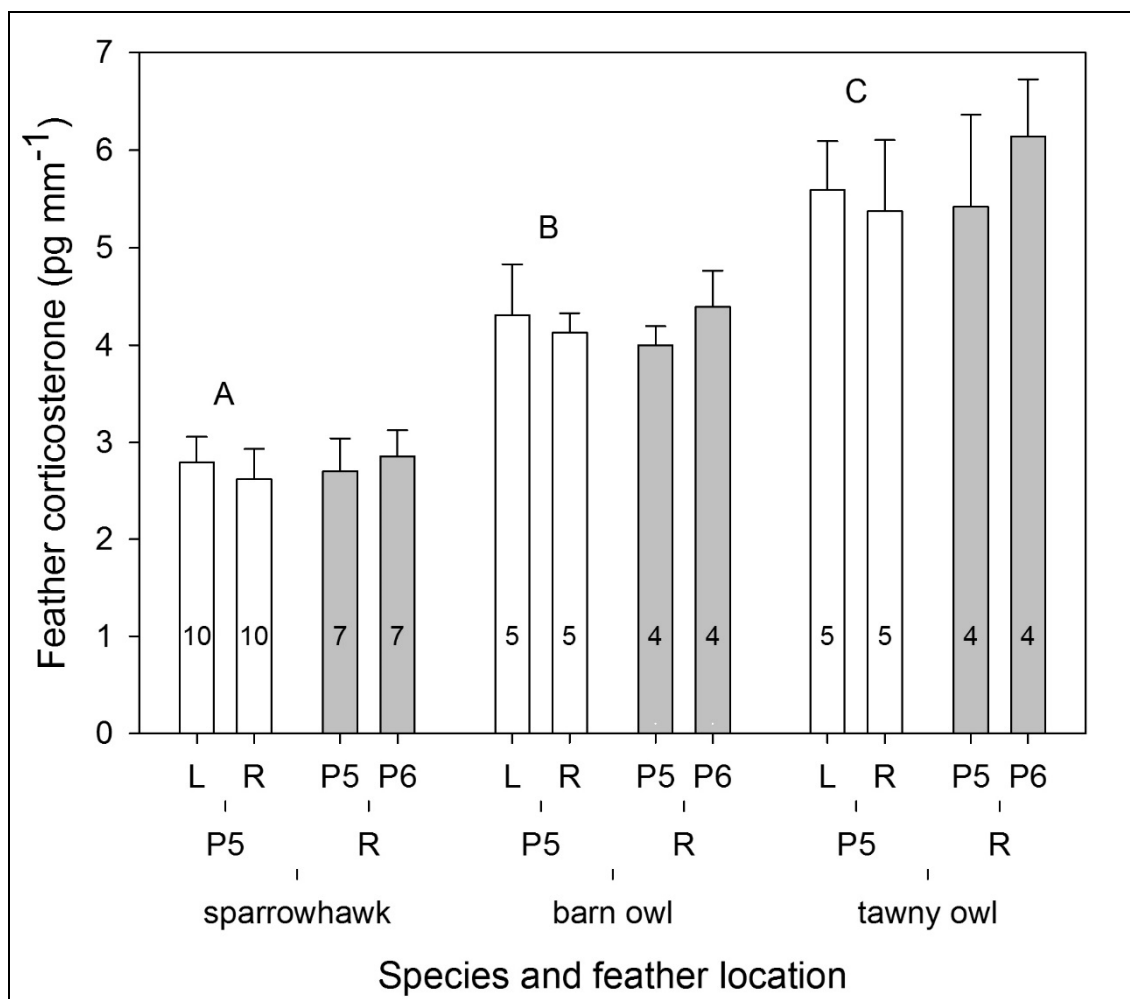 Feather corticosterone (pg mm⁻¹)
7
6
5
4
3
2
1
0
A
B
C
10 10 7 7 5 5 4 4 5 5 4 4
L R P5 P6 L R P5 P6 L R P5 P6
P5 R P5 R P5 R
sparrowhawk barn owl tawny owl
Species and feather location